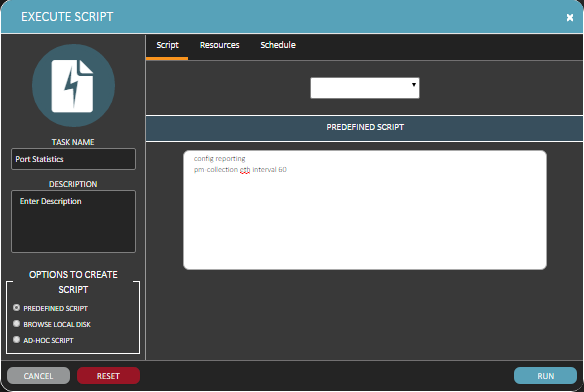 EXECUTE SCRIPT
Script Resources Schedule
TASK NAME
Port Statistics
DESCRIPTION
Enter Description
OPTIONS TO CREATE
SCRIPT
PREDEFINED SCRIPT
BROWSE LOCAL DISK
AD-HOC SCRIPT
PREDEFINED SCRIPT
config reporting
pm-collection gtb interval 60
CANCEL RESET RUN